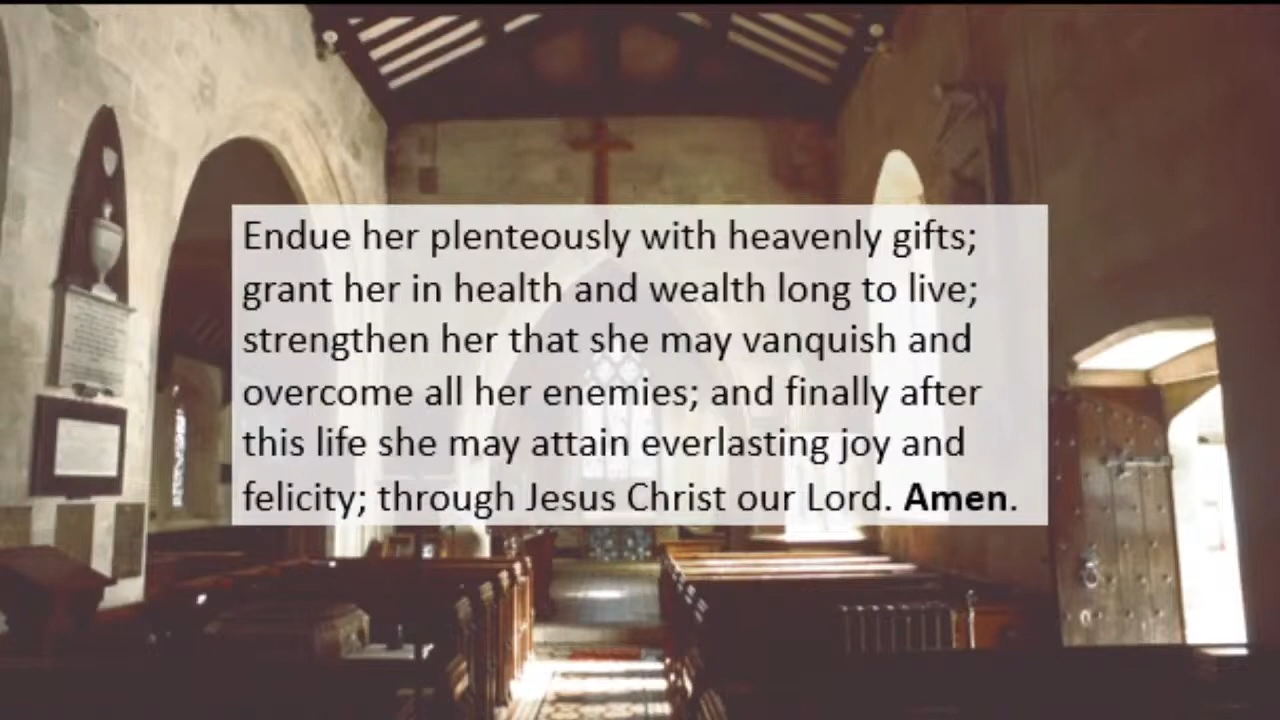 Endue her plenteously with heavenly gifts;
grant her in health and wealth long to live;
strengthen her that she may vanquish and
overcome all her enemies; and finally after
this life she may attain everlasting joy and
felicity; through Jesus Christ our Lord. Amen.